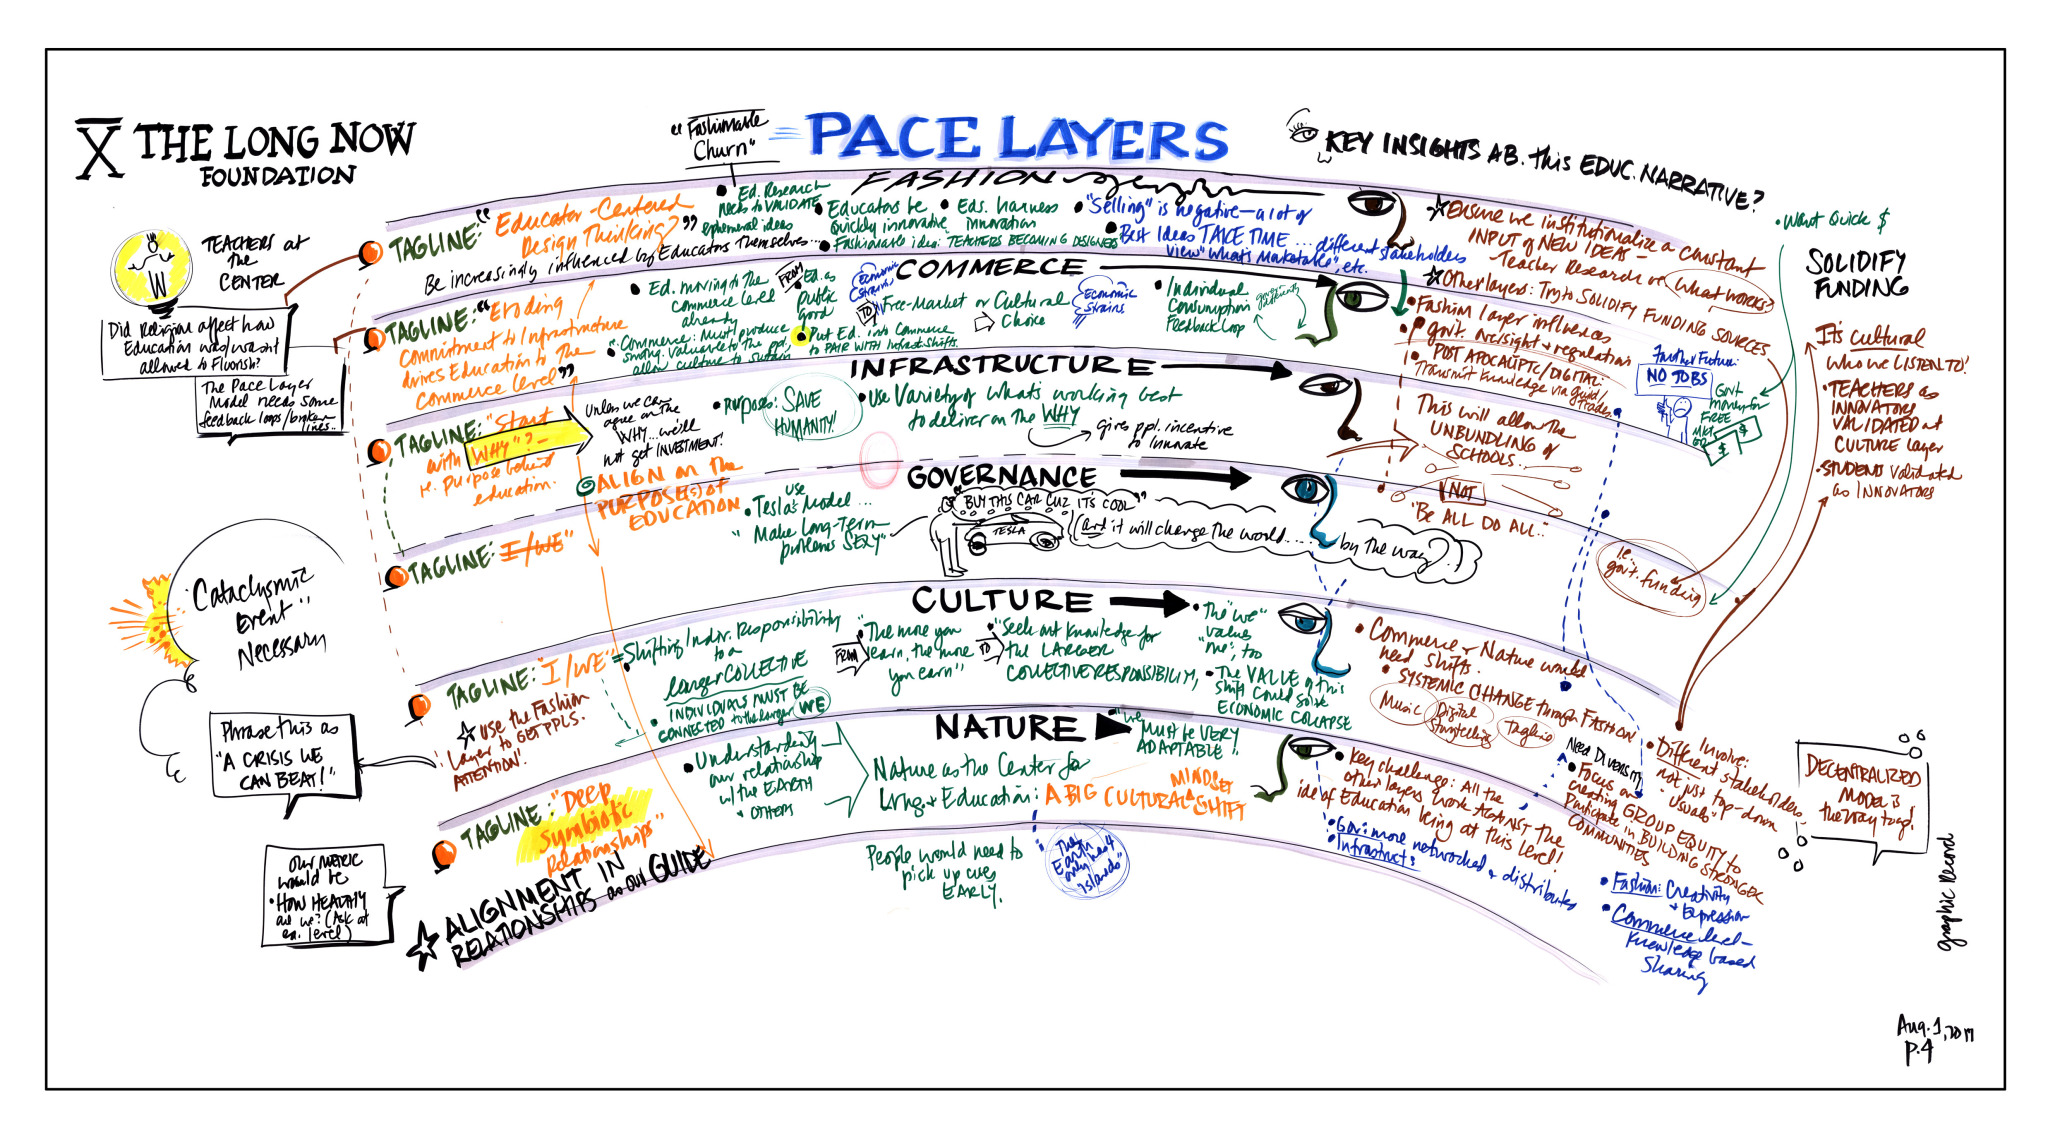 X THE LONG NOW
FOUNDATION
"Fashionable
Churn"
PACE LAYERS
KEY INSIGHTS AB. this EDUC. NARRATIVE?
TEACHERS at
the
CENTER
W
Did Religion affect how
Education was/wasn't
allowed to Flourish?
The Pace Layer
Model needs some
feedback loops/broken
lines..
FASHION
TAGLINE: "Educator-Centered
Design Thinking?"
Be increasingly influenced by Educators Themselves...
• Ed. Research
Needs to VALIDATE
ephemeral ideas
• Educators be
quickly innovative
• Eds. harness
innovation
• Fashionable idea: TEACHERS BECOMING DESIGNERS
• "Selling" is negative—a lot of
• Best Ideas TAKE TIME... different stakeholders
view "what's marketable", etc.
☆ Ensure we institutionalize a constant
INPUT of NEW IDEAS—
Teacher Research or what works?
☆ Other layers: Try to SOLIDIFY FUNDING SOURCES
• Want Quick $
SOLIDIFY
FUNDING
COMMERCE
TAGLINE: "Eroding
commitment to Infrastructure
drives Education to the
Commerce Level"
• Ed. moving to the
commerce level
already
• Commerce: Must produce
smthng. valuable to the ppl,
allow culture to sustain
FROM
Ed. as
public
good
Economic
Strains
TO
Free-Market or Cultural
Choice
• Put Ed. into Commerce
to PAIR WITH Infrast. shifts.
Economic
Strains
• Individual
Consumption
Feedback loop
• Fashion layer influences
• govt. oversight & regulation
• POST APOCALYPTIC/DIGITAL:
Transmit knowledge via guild/
trades.
Further Future:
NO JOBS
Govt
money for
FREE
MKT
ED.
$ $
It's Cultural
who we LISTEN TO!
• TEACHERS as
INNOVATORS
VALIDATED at
CULTURE layer
• STUDENTS validated
as INNOVATORS
INFRASTRUCTURE
TAGLINE: "Start
with "WHY"?—
i.e. Purpose behind
education.
Unless we can
agree on the
WHY... we'll
not get INVESTMENT!
• Purposes: SAVE
HUMANITY!
• Use Variety of what's working best
to deliver on the WHY
gives ppl. incentive
to innovate
This will allow the
UNBUNDLING of
SCHOOLS...
NOT
"Be ALL DO ALL.."
ALIGN on the
PURPOSE(S) of
EDUCATION
GOVERNANCE
TAGLINE: "I/WE"
• use
Tesla's Model...
"Make Long-Term
problems SEXY"
"BUY THIS CAR CUZ IT'S COOL"
TESLA
(and it will change the world....
by the way?)
i.e.
govt. funding
"Cataclysmic
Event"
Necessary
CULTURE
TAGLINE: "I/WE"
= Shifting Indiv. Responsibility
to a
larger COLLECTIVE
• INDIVIDUALS MUST BE
CONNECTED to the larger WE
☆ USE the Fashion
Layer to GET PPLS.
ATTENTION!
FROM
• "The more you
learn, the more
you earn"
TO
• "Seek out knowledge for
the LARGER
COLLECTIVE RESPONSIBILITY,
• The "we"
values
"me", too
• The VALUE of this
shift could solve
ECONOMIC COLLAPSE
• Commerce & Nature would
need shifts.
• SYSTEMIC CHANGE through FASHION
Music
Digital
Storytelling
Tagline
Phrase this as
"A CRISIS WE
CAN BEAT!"
NATURE
TAGLINE: "Deep
Symbiotic
Relationships"
• Understanding
our relationship
w/the EARTH
+ OTHERS
Nature as the Center for
Living & Education: A BIG CULTURAL MINDSET SHIFT
"We
MUST be VERY
ADAPTABLE"
• Key challenge: All the
other layers work AGAINST the
idea of Education being at this level!
• Gov: more networked & distributed
• Infrastruct:
Need Diversity
• Focus on
creating GROUP EQUITY to
Participate in BUILDING STRONGER
COMMUNITIES
• Involve:
Different stakeholders,
not just top-down
"usuals"
DECENTRALIZED
MODEL is
the way to go!
Our METRIC
would be
• HOW HEALTHY
are we? (Ask at
ea. level)
☆ ALIGNMENT IN
RELATIONSHIPS as our GUIDE
People would need to
pick up cues
EARLY.
• Fashion: Creativity
+ Expression
• Commerce level—
Knowledge based
Sharing
graphic Record
Aug. 1, 2017
P.4